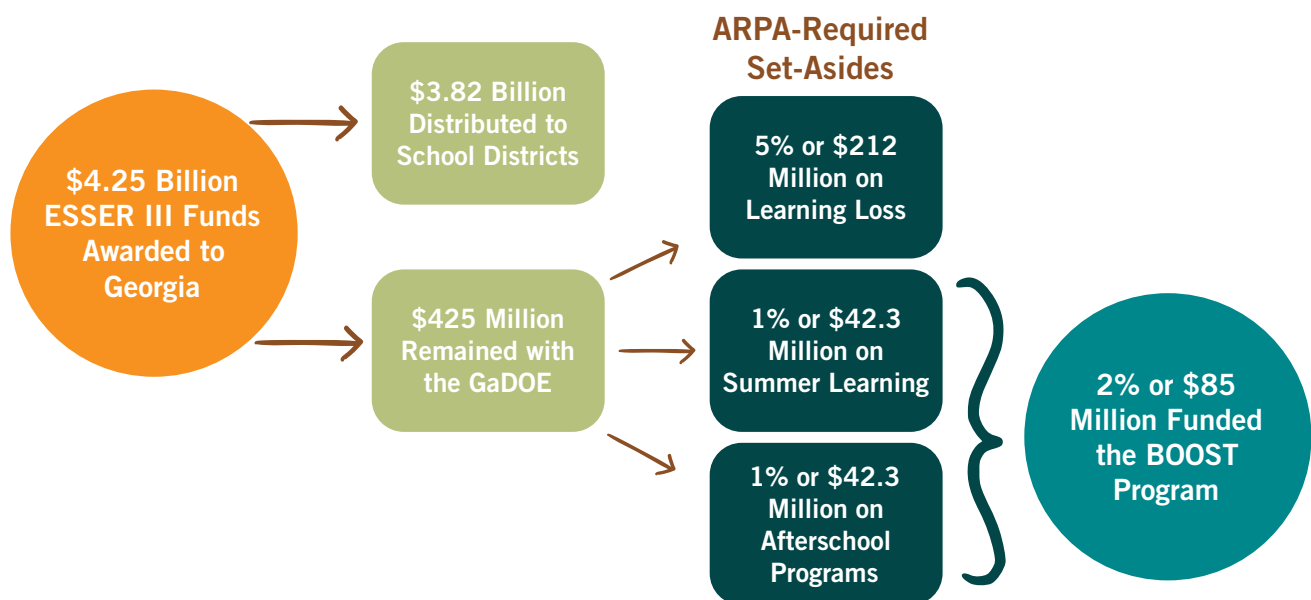 $4.25 Billion
ESSER III Funds
Awarded to
Georgia
$3.82 Billion
Distributed to
School Districts
$425 Million
Remained with
the GaDOE
ARPA-Required
Set-Asides
5% or $212
Million on
Learning Loss
1% or $42.3
Million on
Summer Learning
1% or $42.3
Million on
Afterschool
Programs
2% or $85
Million Funded
the BOOST
Program